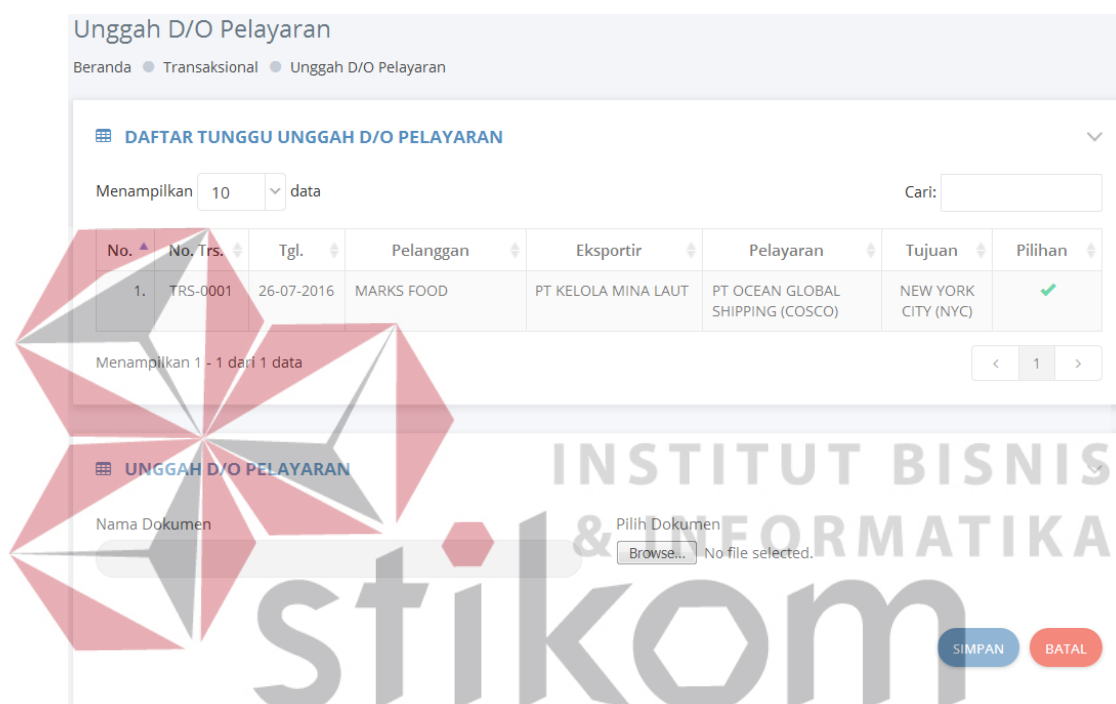 Unggah D/O Pelayaran
Beranda Transaksional Unggah D/O Pelayaran
DAFTAR TUNGGU UNGGAH D/O PELAYARAN
Menampilkan 10 data Cari:
No. No. Trs. Tgl. Pelanggan Eksportir Pelayaran Tujuan Pilihan
1. TRS-0001 26-07-2016 MARKS FOOD PT KELOLA MINA LAUT PT OCEAN GLOBAL NEW YORK
SHIPPING (COSCO) CITY (NYC)
Menampilkan 1 - 1 dari 1 data < 1 >
INSTITUT BISNIS
UNGGAH D/O PELAYARAN
Nama Dokumen Pilih Dokumen
& INFORMATIKA
Browse... No file selected.
stikom
SIMPAN BATAL